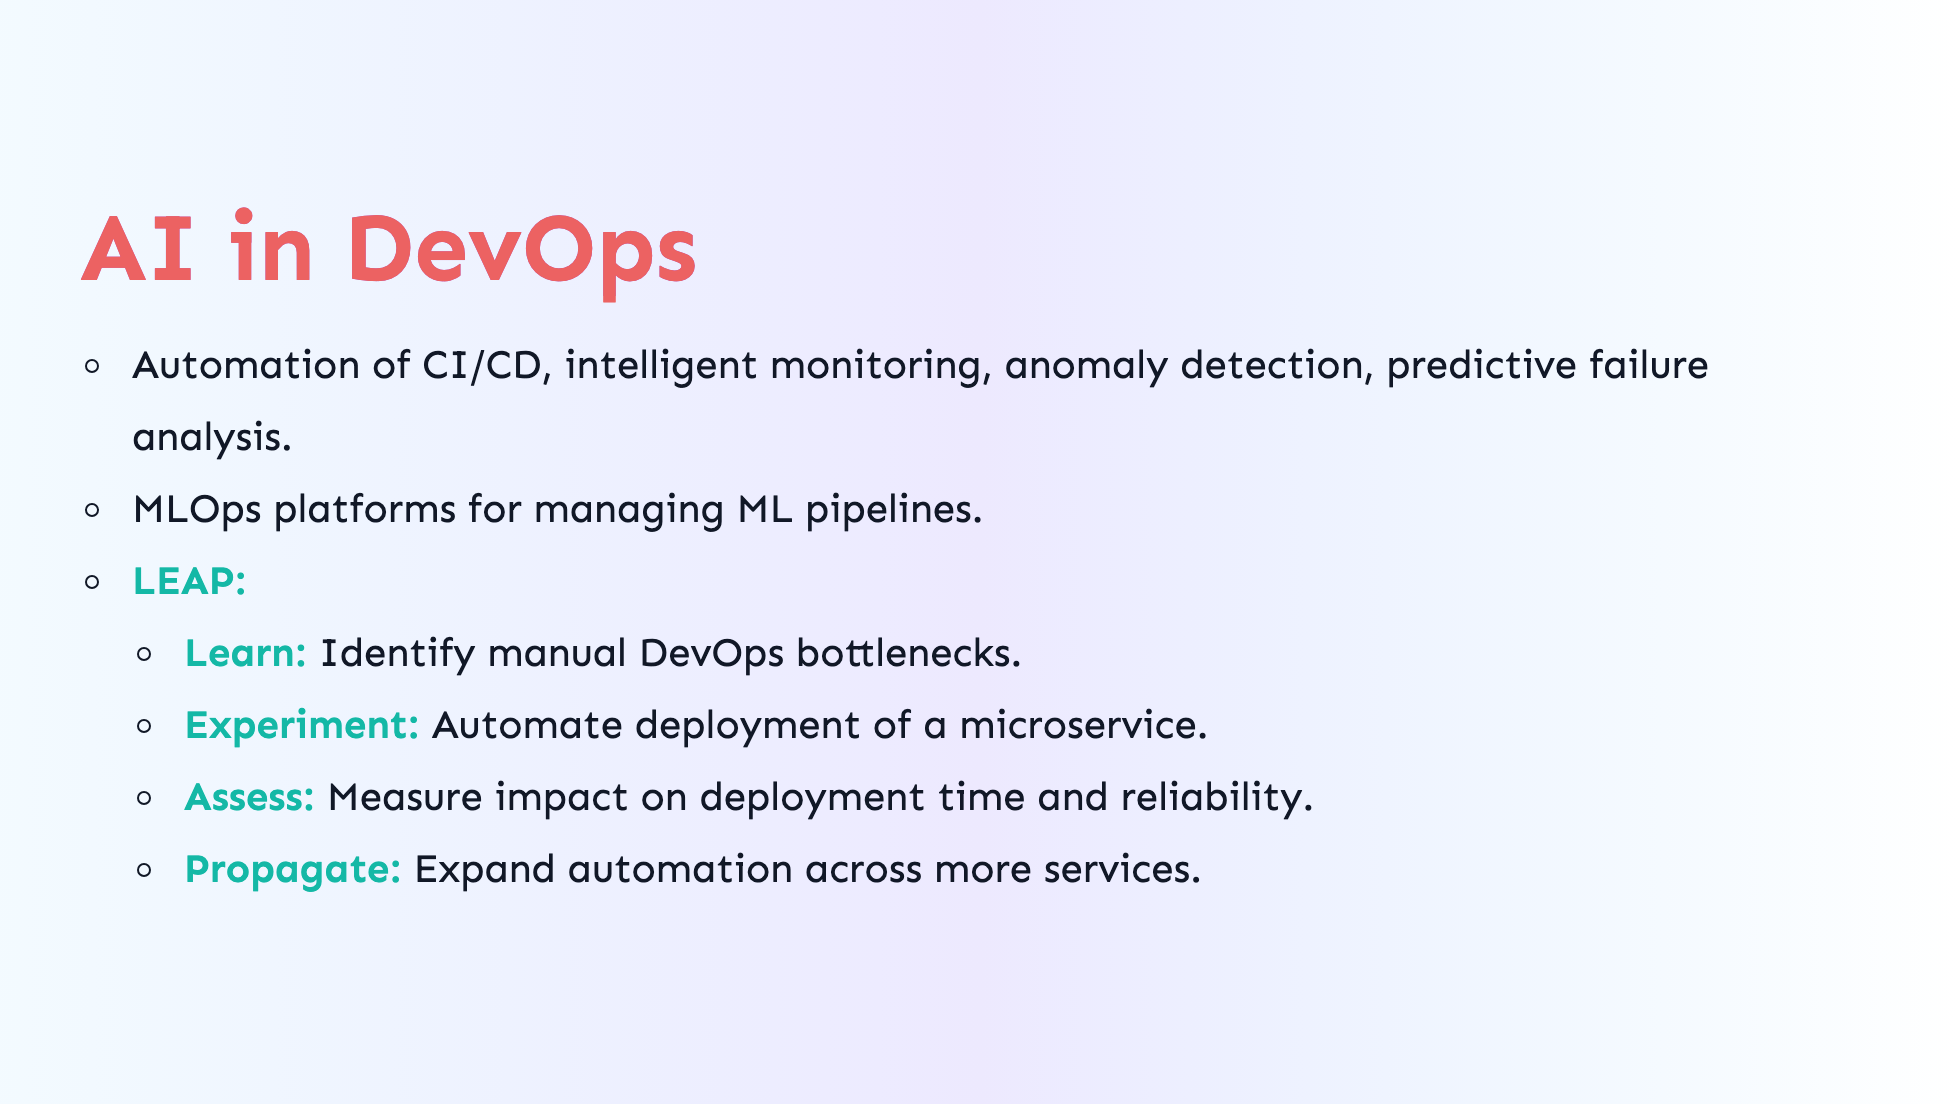 AI in DevOps
Automation of CI/CD, intelligent monitoring, anomaly detection, predictive failure
analysis.
MLOps platforms for managing ML pipelines.
LEAP:
Learn: Identify manual DevOps bottlenecks.
Experiment: Automate deployment of a microservice.
Assess: Measure impact on deployment time and reliability.
Propagate: Expand automation across more services.